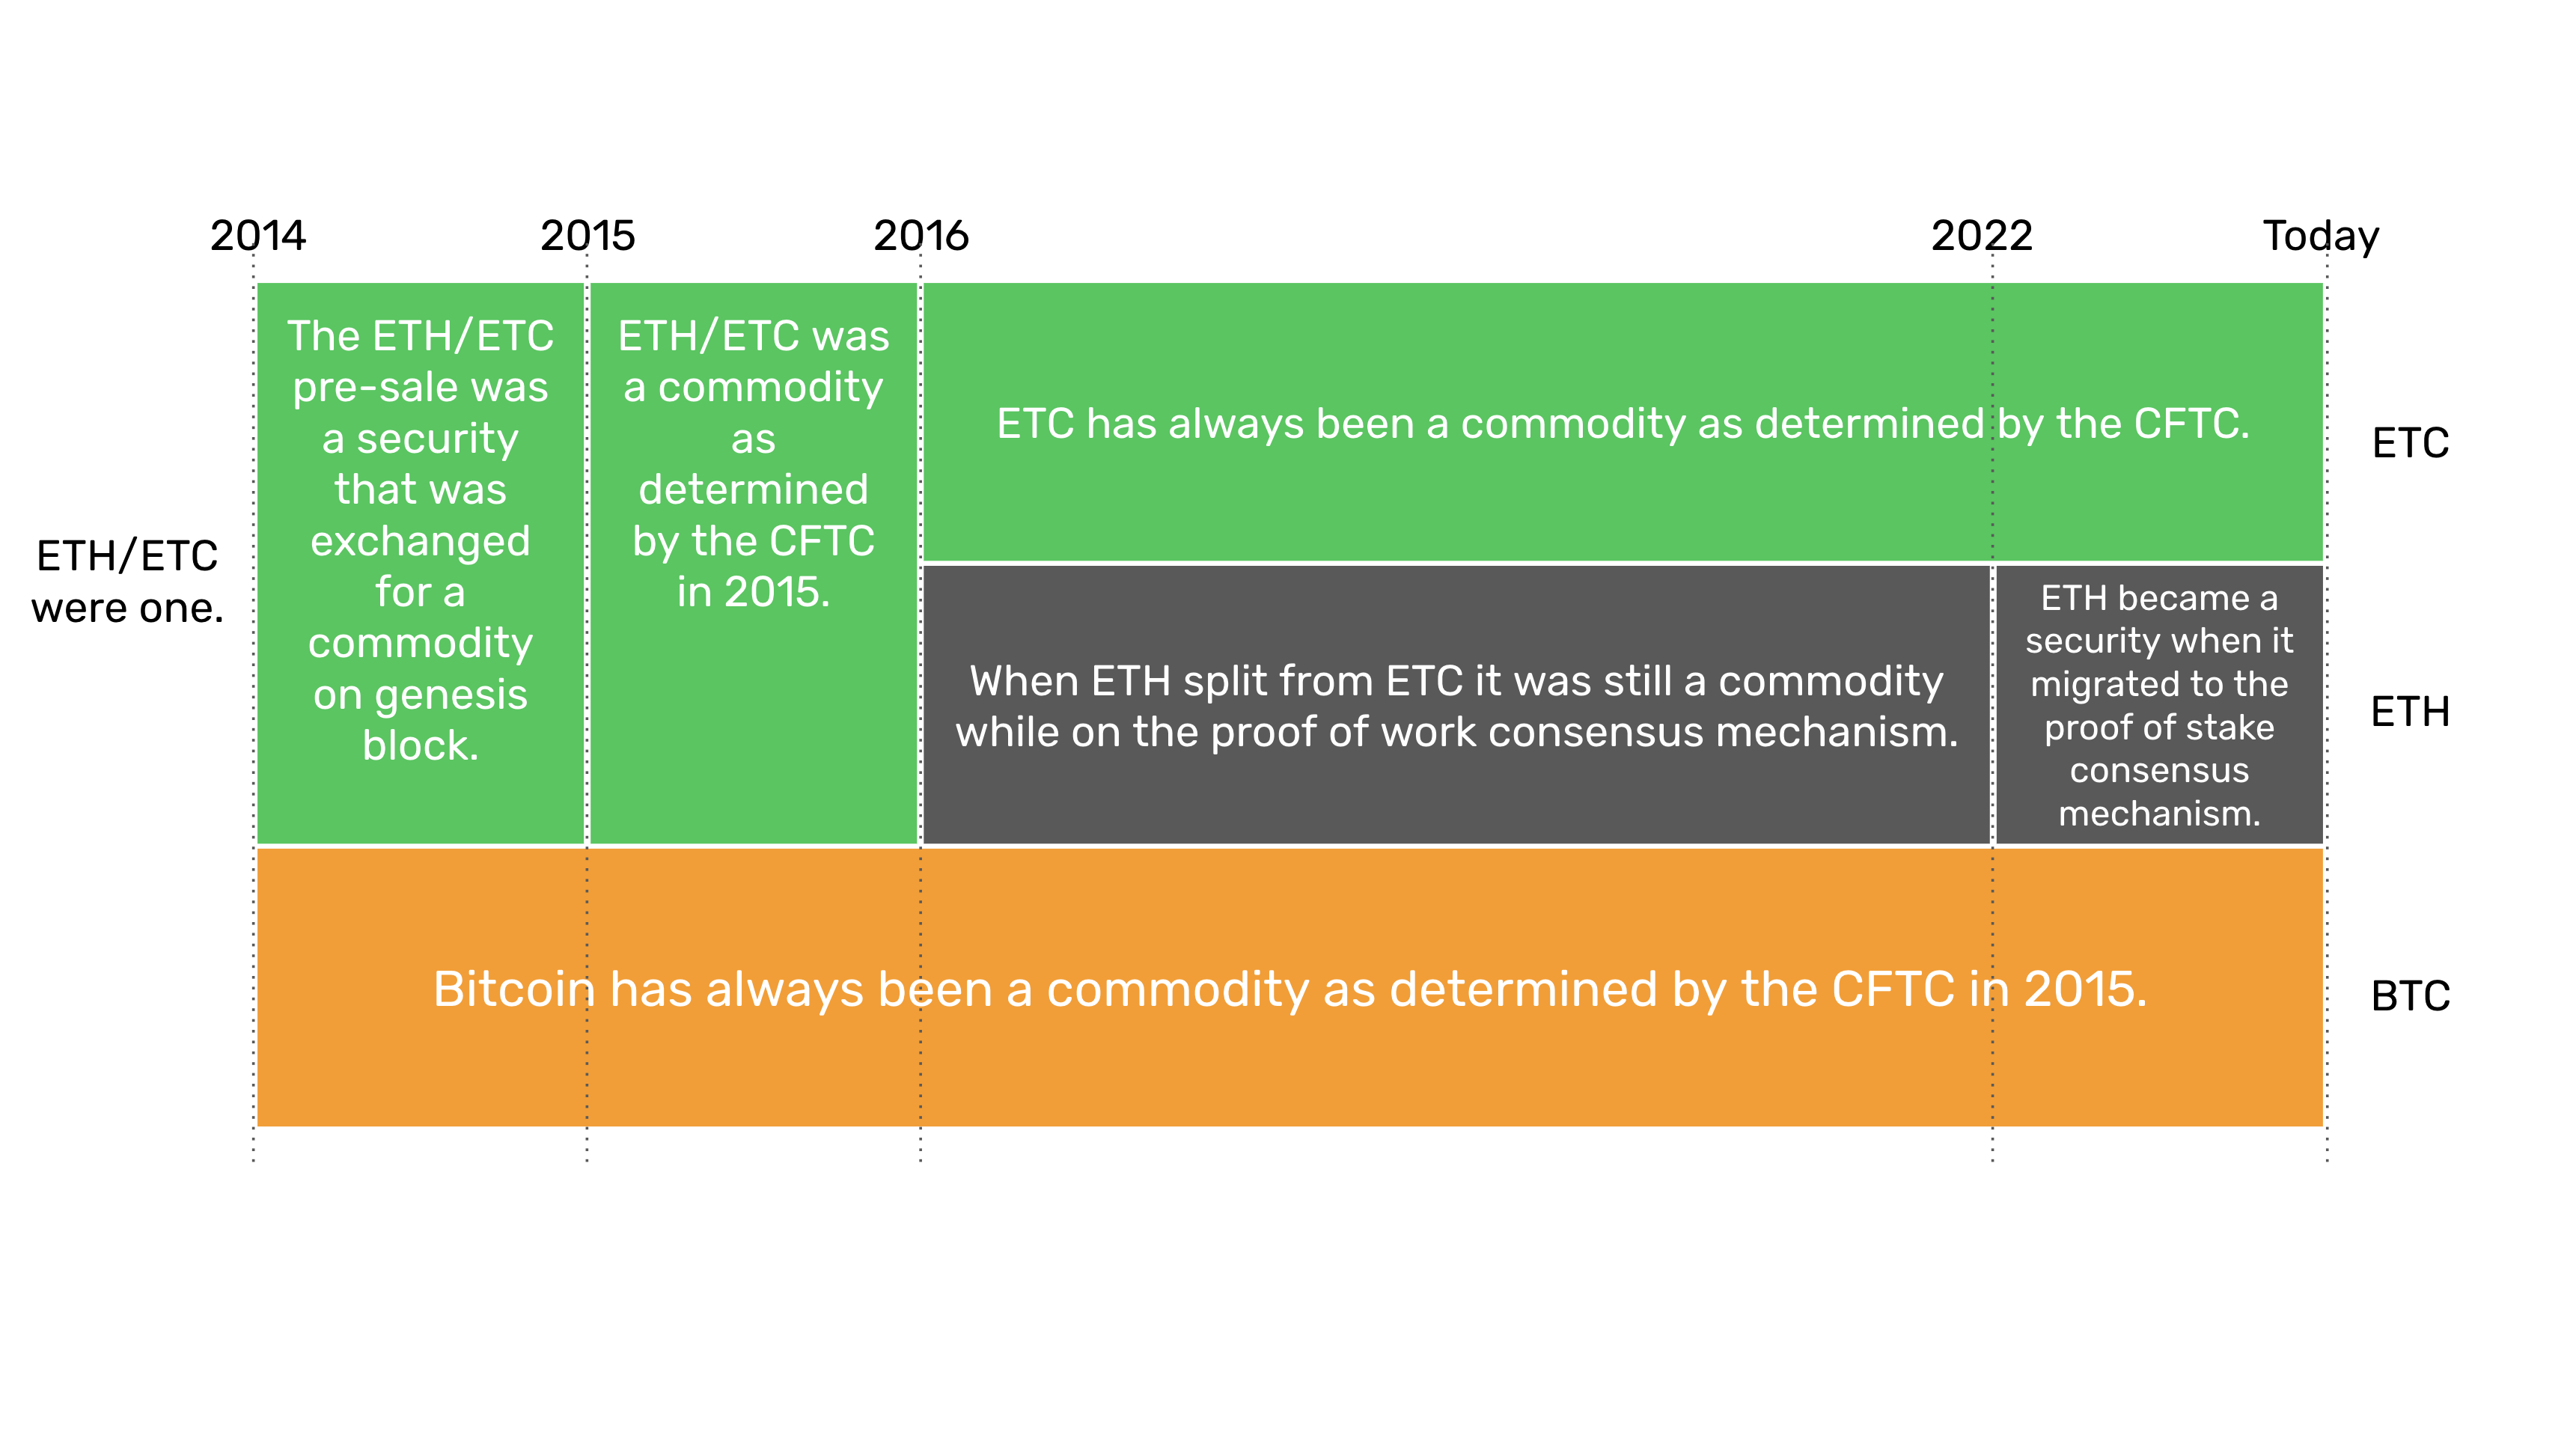 2014
2015
2016
2022
Today
ETH/ETC
were one.
The ETH/ETC
pre-sale was
a security
that was
exchanged
for a
commodity
on genesis
block.
ETH/ETC was
a commodity
as
determined
by the CFTC
in 2015.
ETC has always been a commodity as determined by the CFTC.
ETC
When ETH split from ETC it was still a commodity
while on the proof of work consensus mechanism.
ETH became a
security when it
migrated to the
proof of stake
consensus
mechanism.
ETH
Bitcoin has always been a commodity as determined by the CFTC in 2015.
BTC